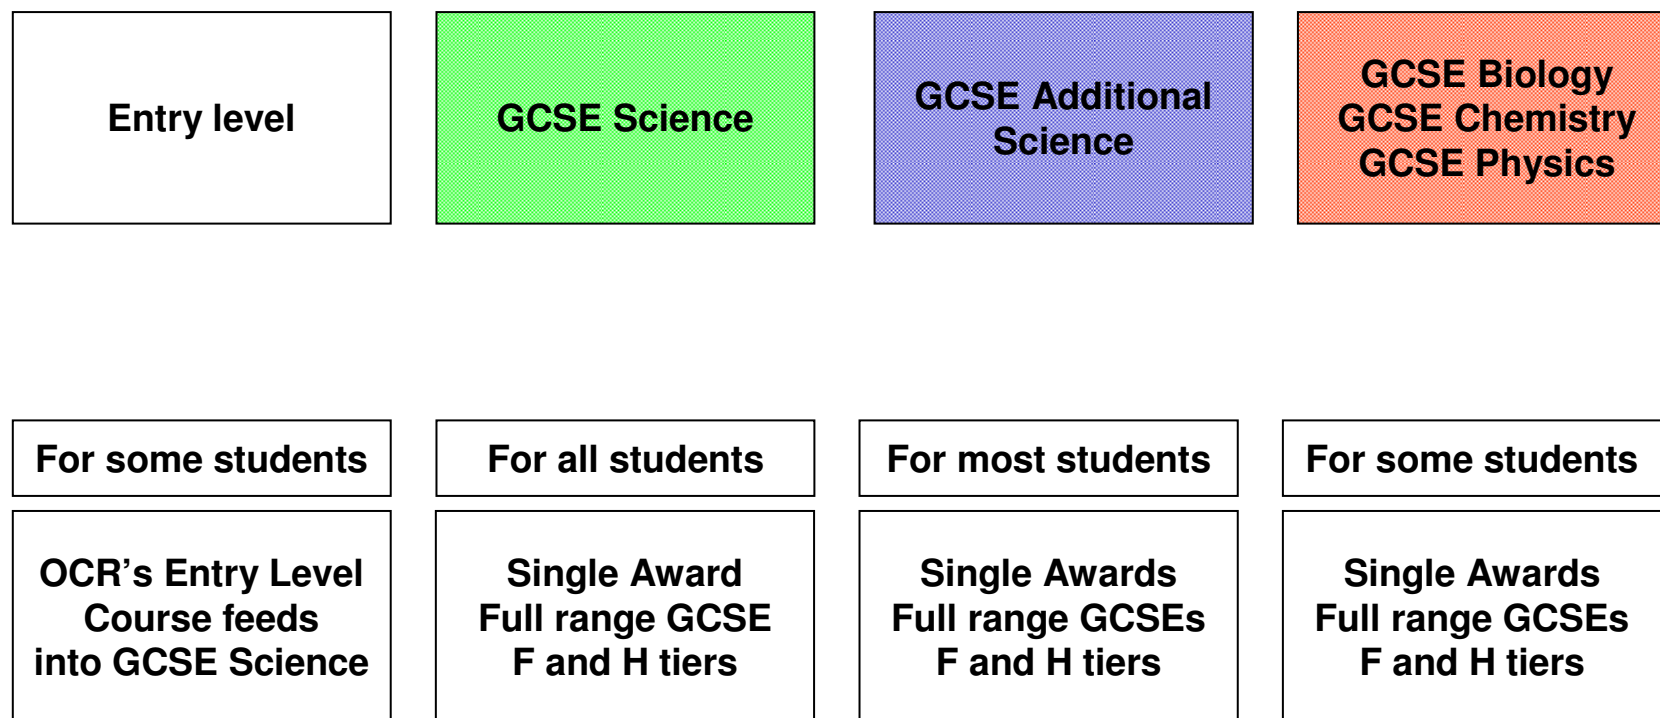 Entry level
GCSE Science
GCSE Additional
Science
GCSE Biology
GCSE Chemistry
GCSE Physics
For some students
For all students
For most students
For some students
OCR’s Entry Level
Course feeds
into GCSE Science
Single Award
Full range GCSE
F and H tiers
Single Awards
Full range GCSEs
F and H tiers
Single Awards
Full range GCSEs
F and H tiers